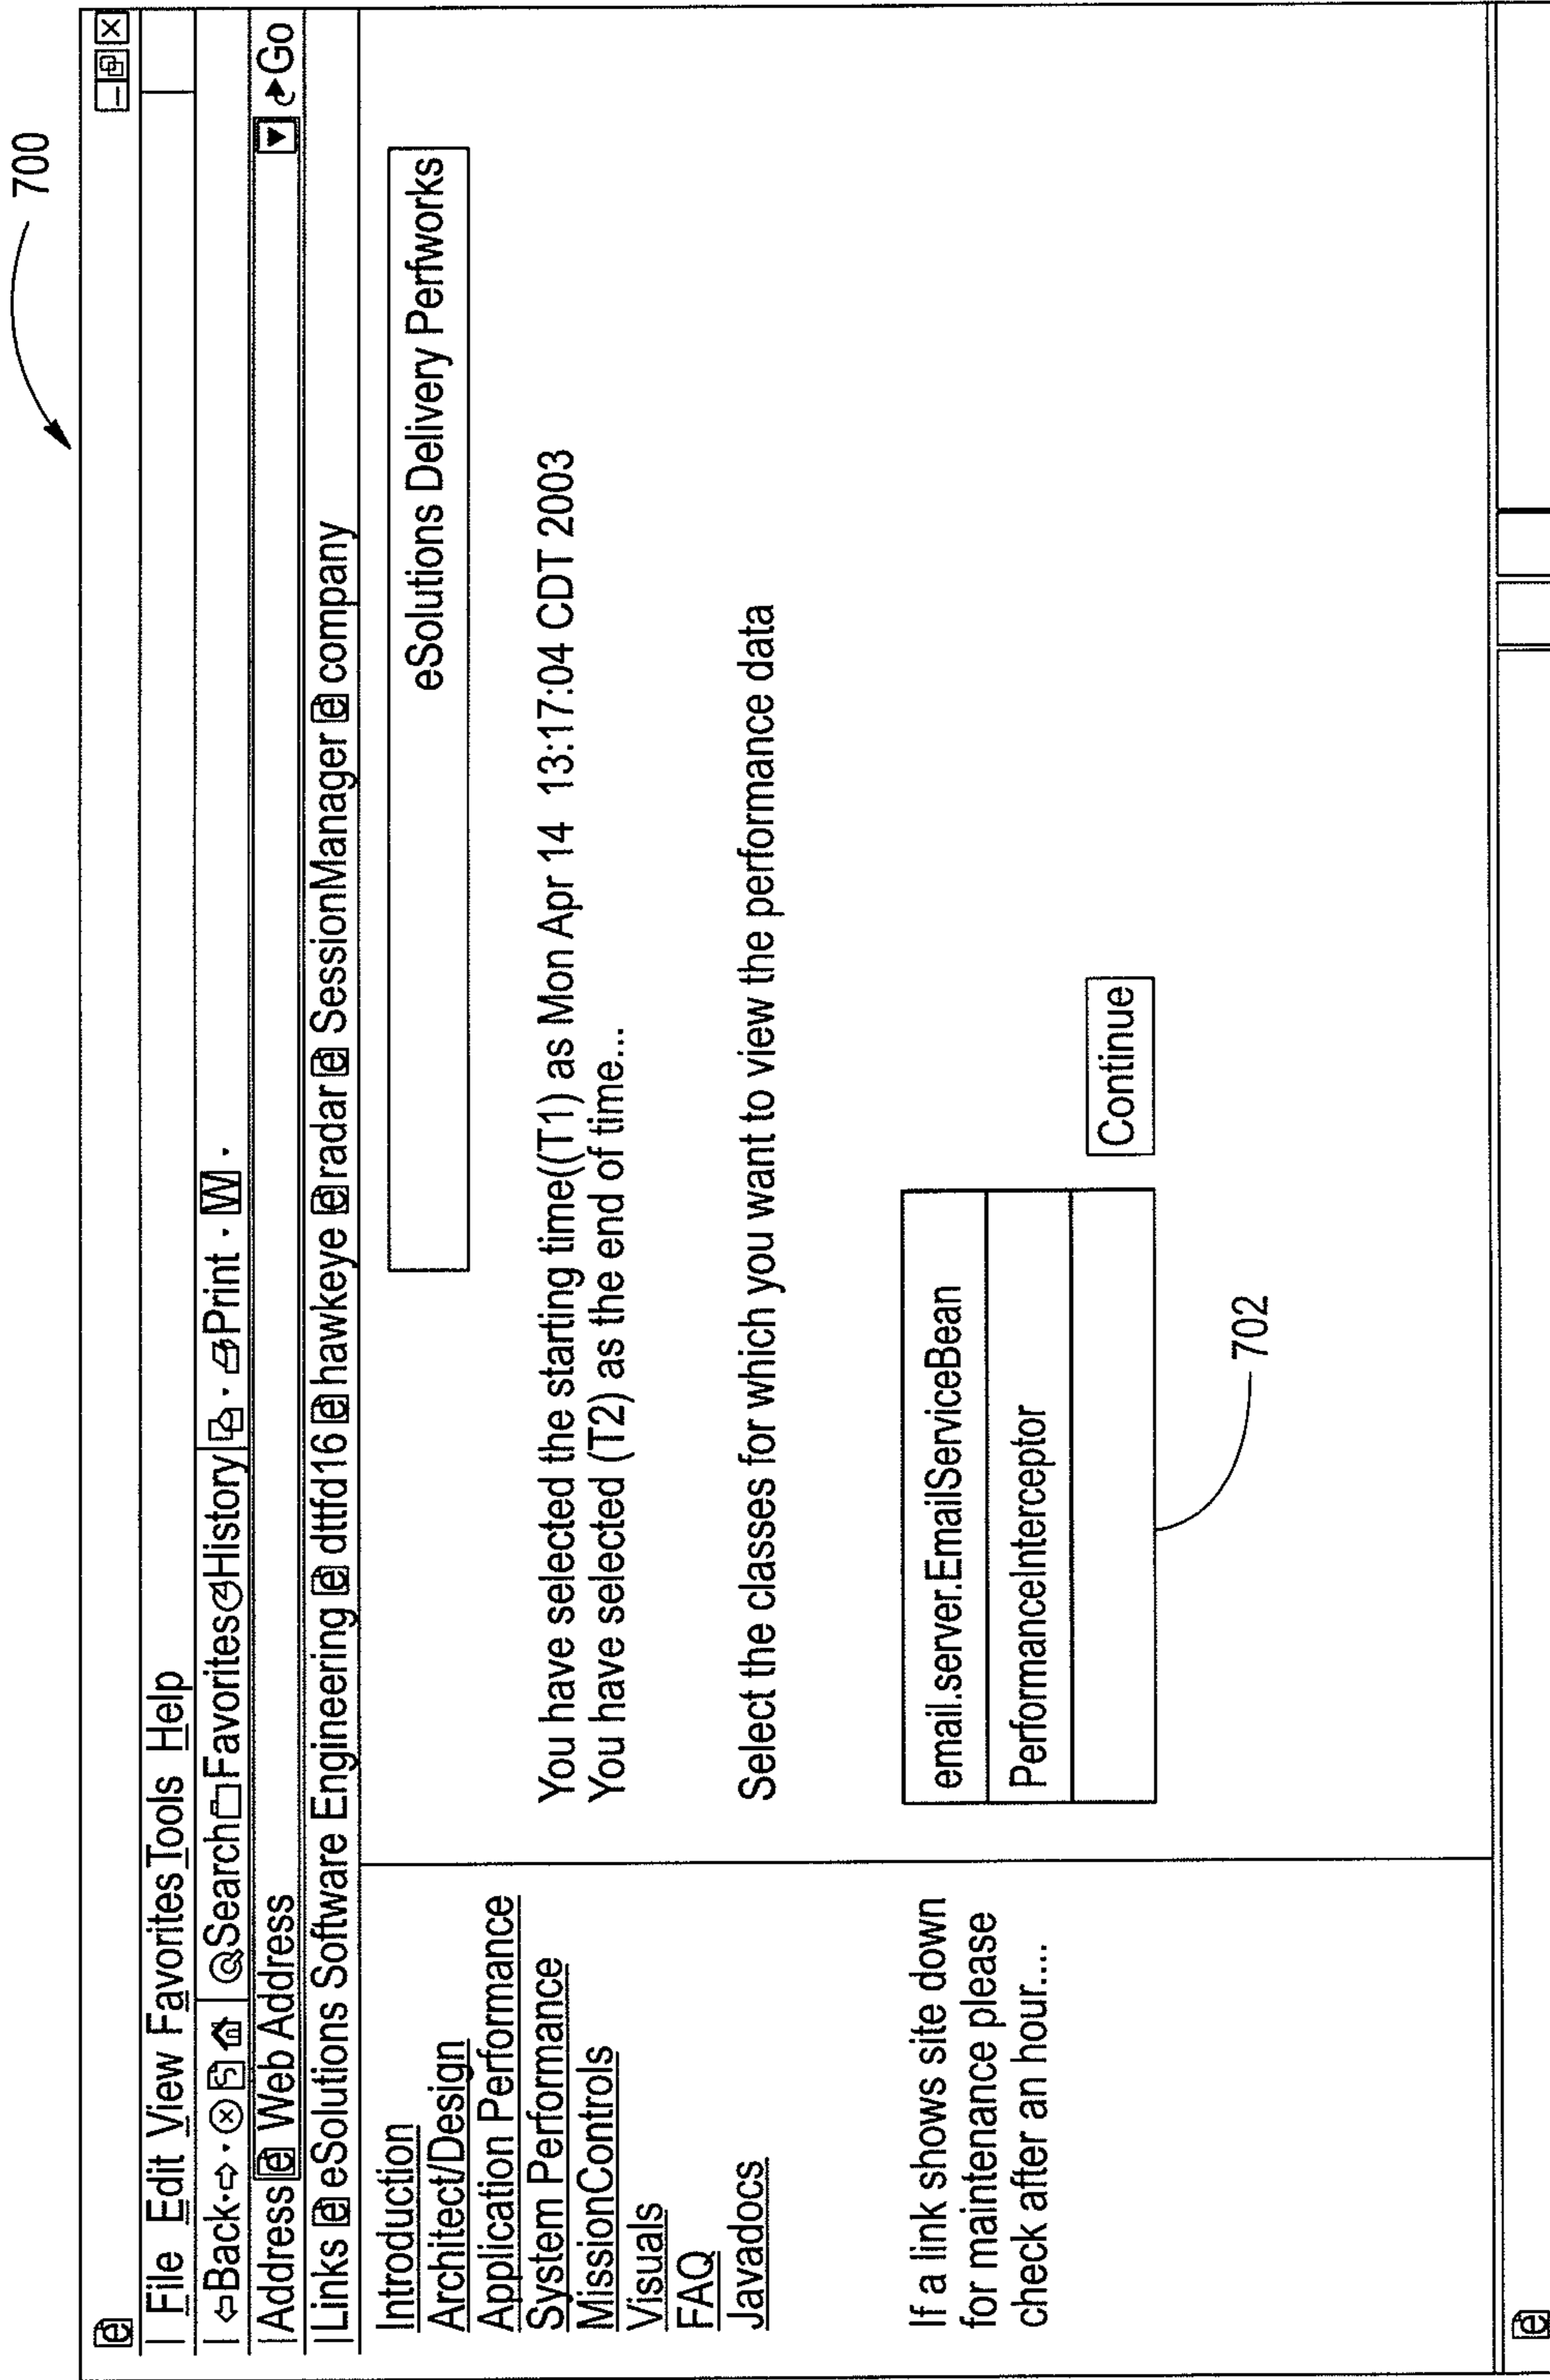 700
File Edit View Favorites Tools Help
Back Search Favorites History Print W
Address Web Address Go
Links eSolutions Software Engineering dttfd16 hawkeye radar SessionManager company
Introduction
Architect/Design
Application Performance
System Performance
MissionControls
Visuals
FAQ
Javadocs
If a link shows site down
for maintenance please
check after an hour...
eSolutions Delivery Perfworks
You have selected the starting time((T1) as Mon Apr 14 13:17:04 CDT 2003
You have selected (T2) as the end of time...
Select the classes for which you want to view the performance data
email.server.EmailServiceBean
PerformanceInterceptor
Continue
702